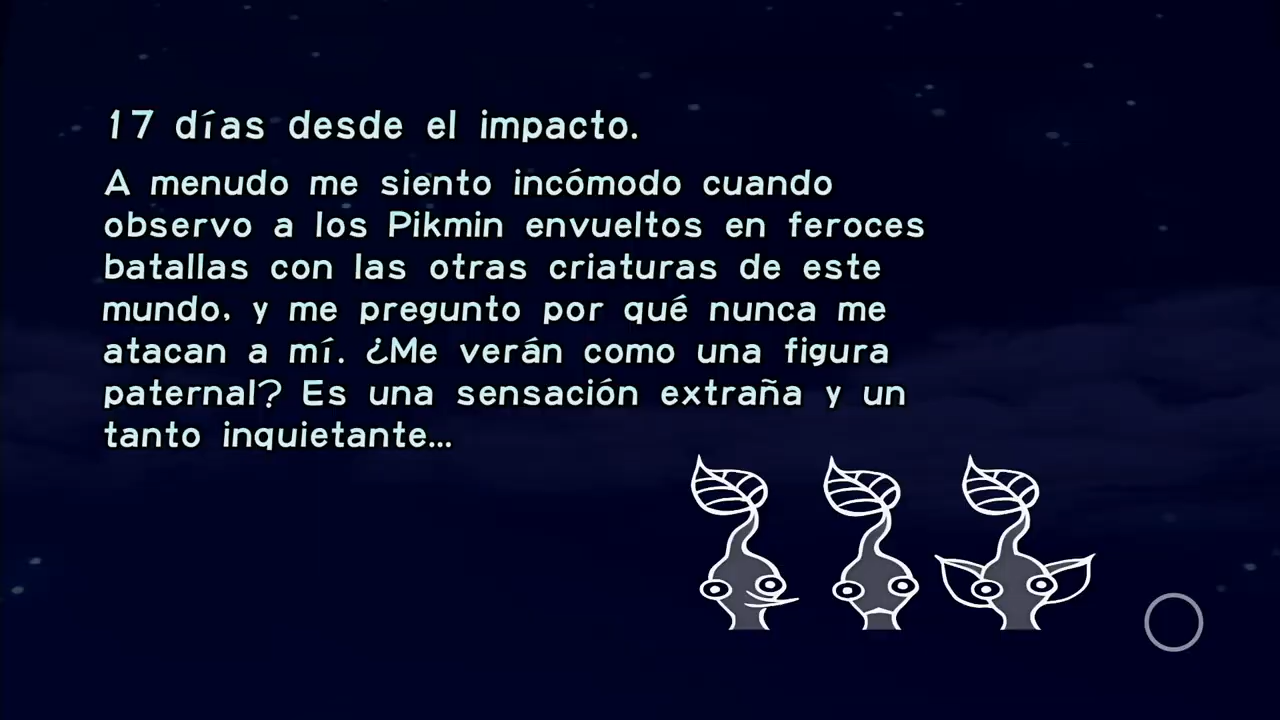 17 días desde el impacto.
A menudo me siento incómodo cuando
observo a los Pikmin envueltos en feroces
batallas con las otras criaturas de este
mundo, y me pregunto por qué nunca me
atacan a mí. ¿Me verán como una figura
paternal? Es una sensación extraña y un
tanto inquietante...